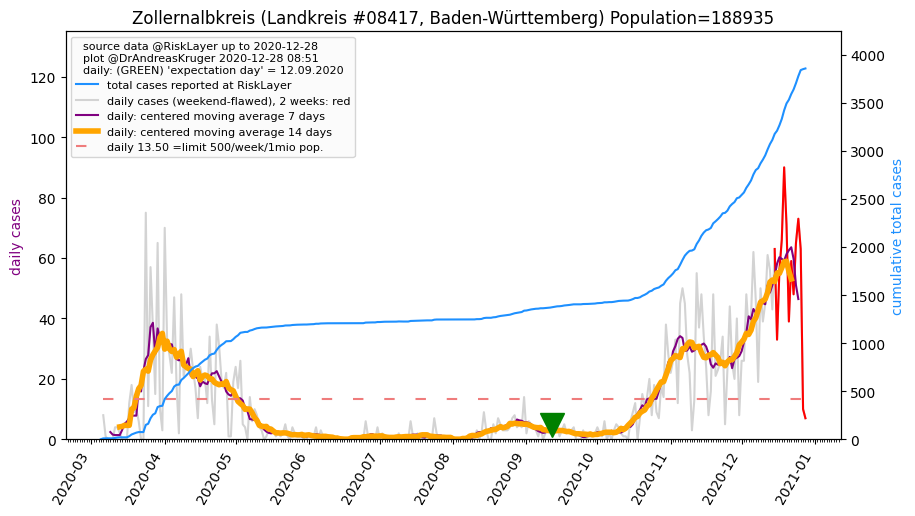 Zollernalbkreis (Landkreis #08417, Baden-Württemberg) Population=188935
source data @RiskLayer up to 2020-12-28
plot @DrAndreasKruger 2020-12-28 08:51
daily: (GREEN) 'expectation day' = 12.09.2020
total cases reported at RiskLayer
daily cases (weekend-flawed), 2 weeks: red
daily: centered moving average 7 days
daily: centered moving average 14 days
daily 13.50 =limit 500/week/1mio pop.
daily cases
120
100
80
60
40
20
0
cumulative total cases
4000
3500
3000
2500
2000
1500
1000
500
0
2020-03
2020-04
2020-05
2020-06
2020-07
2020-08
2020-09
2020-10
2020-11
2020-12
2021-01